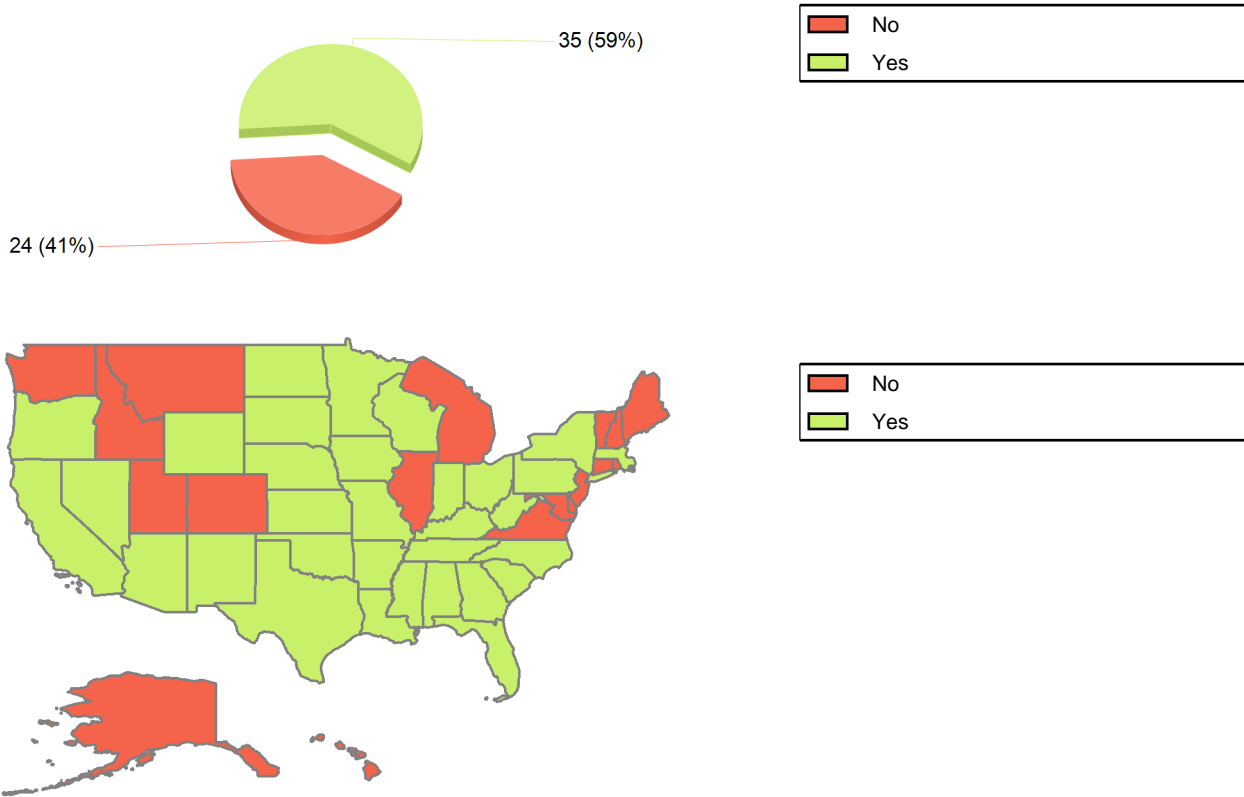 35 (59%)
24 (41%)
No
Yes
No
Yes